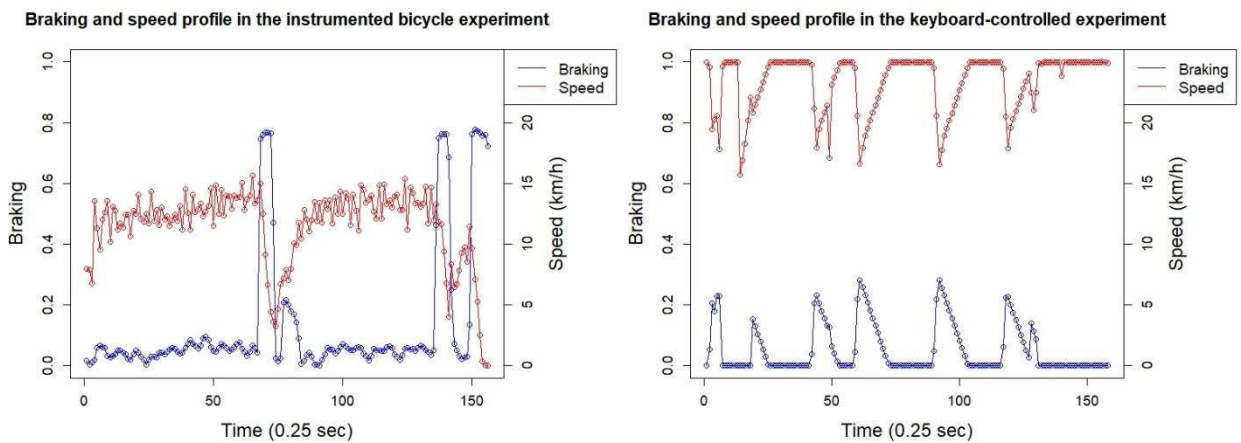 Braking and speed profile in the instrumented bicycle experiment
Braking
Speed
Braking
1.0
0.8
0.6
0.4
0.2
0.0
Speed (km/h)
20
15
10
5
0
0
50
100
150
Time (0.25 sec)
Braking and speed profile in the keyboard-controlled experiment
Braking
Speed
Braking
1.0
0.8
0.6
0.4
0.2
0.0
Speed (km/h)
20
15
10
5
0
0
50
100
150
Time (0.25 sec)